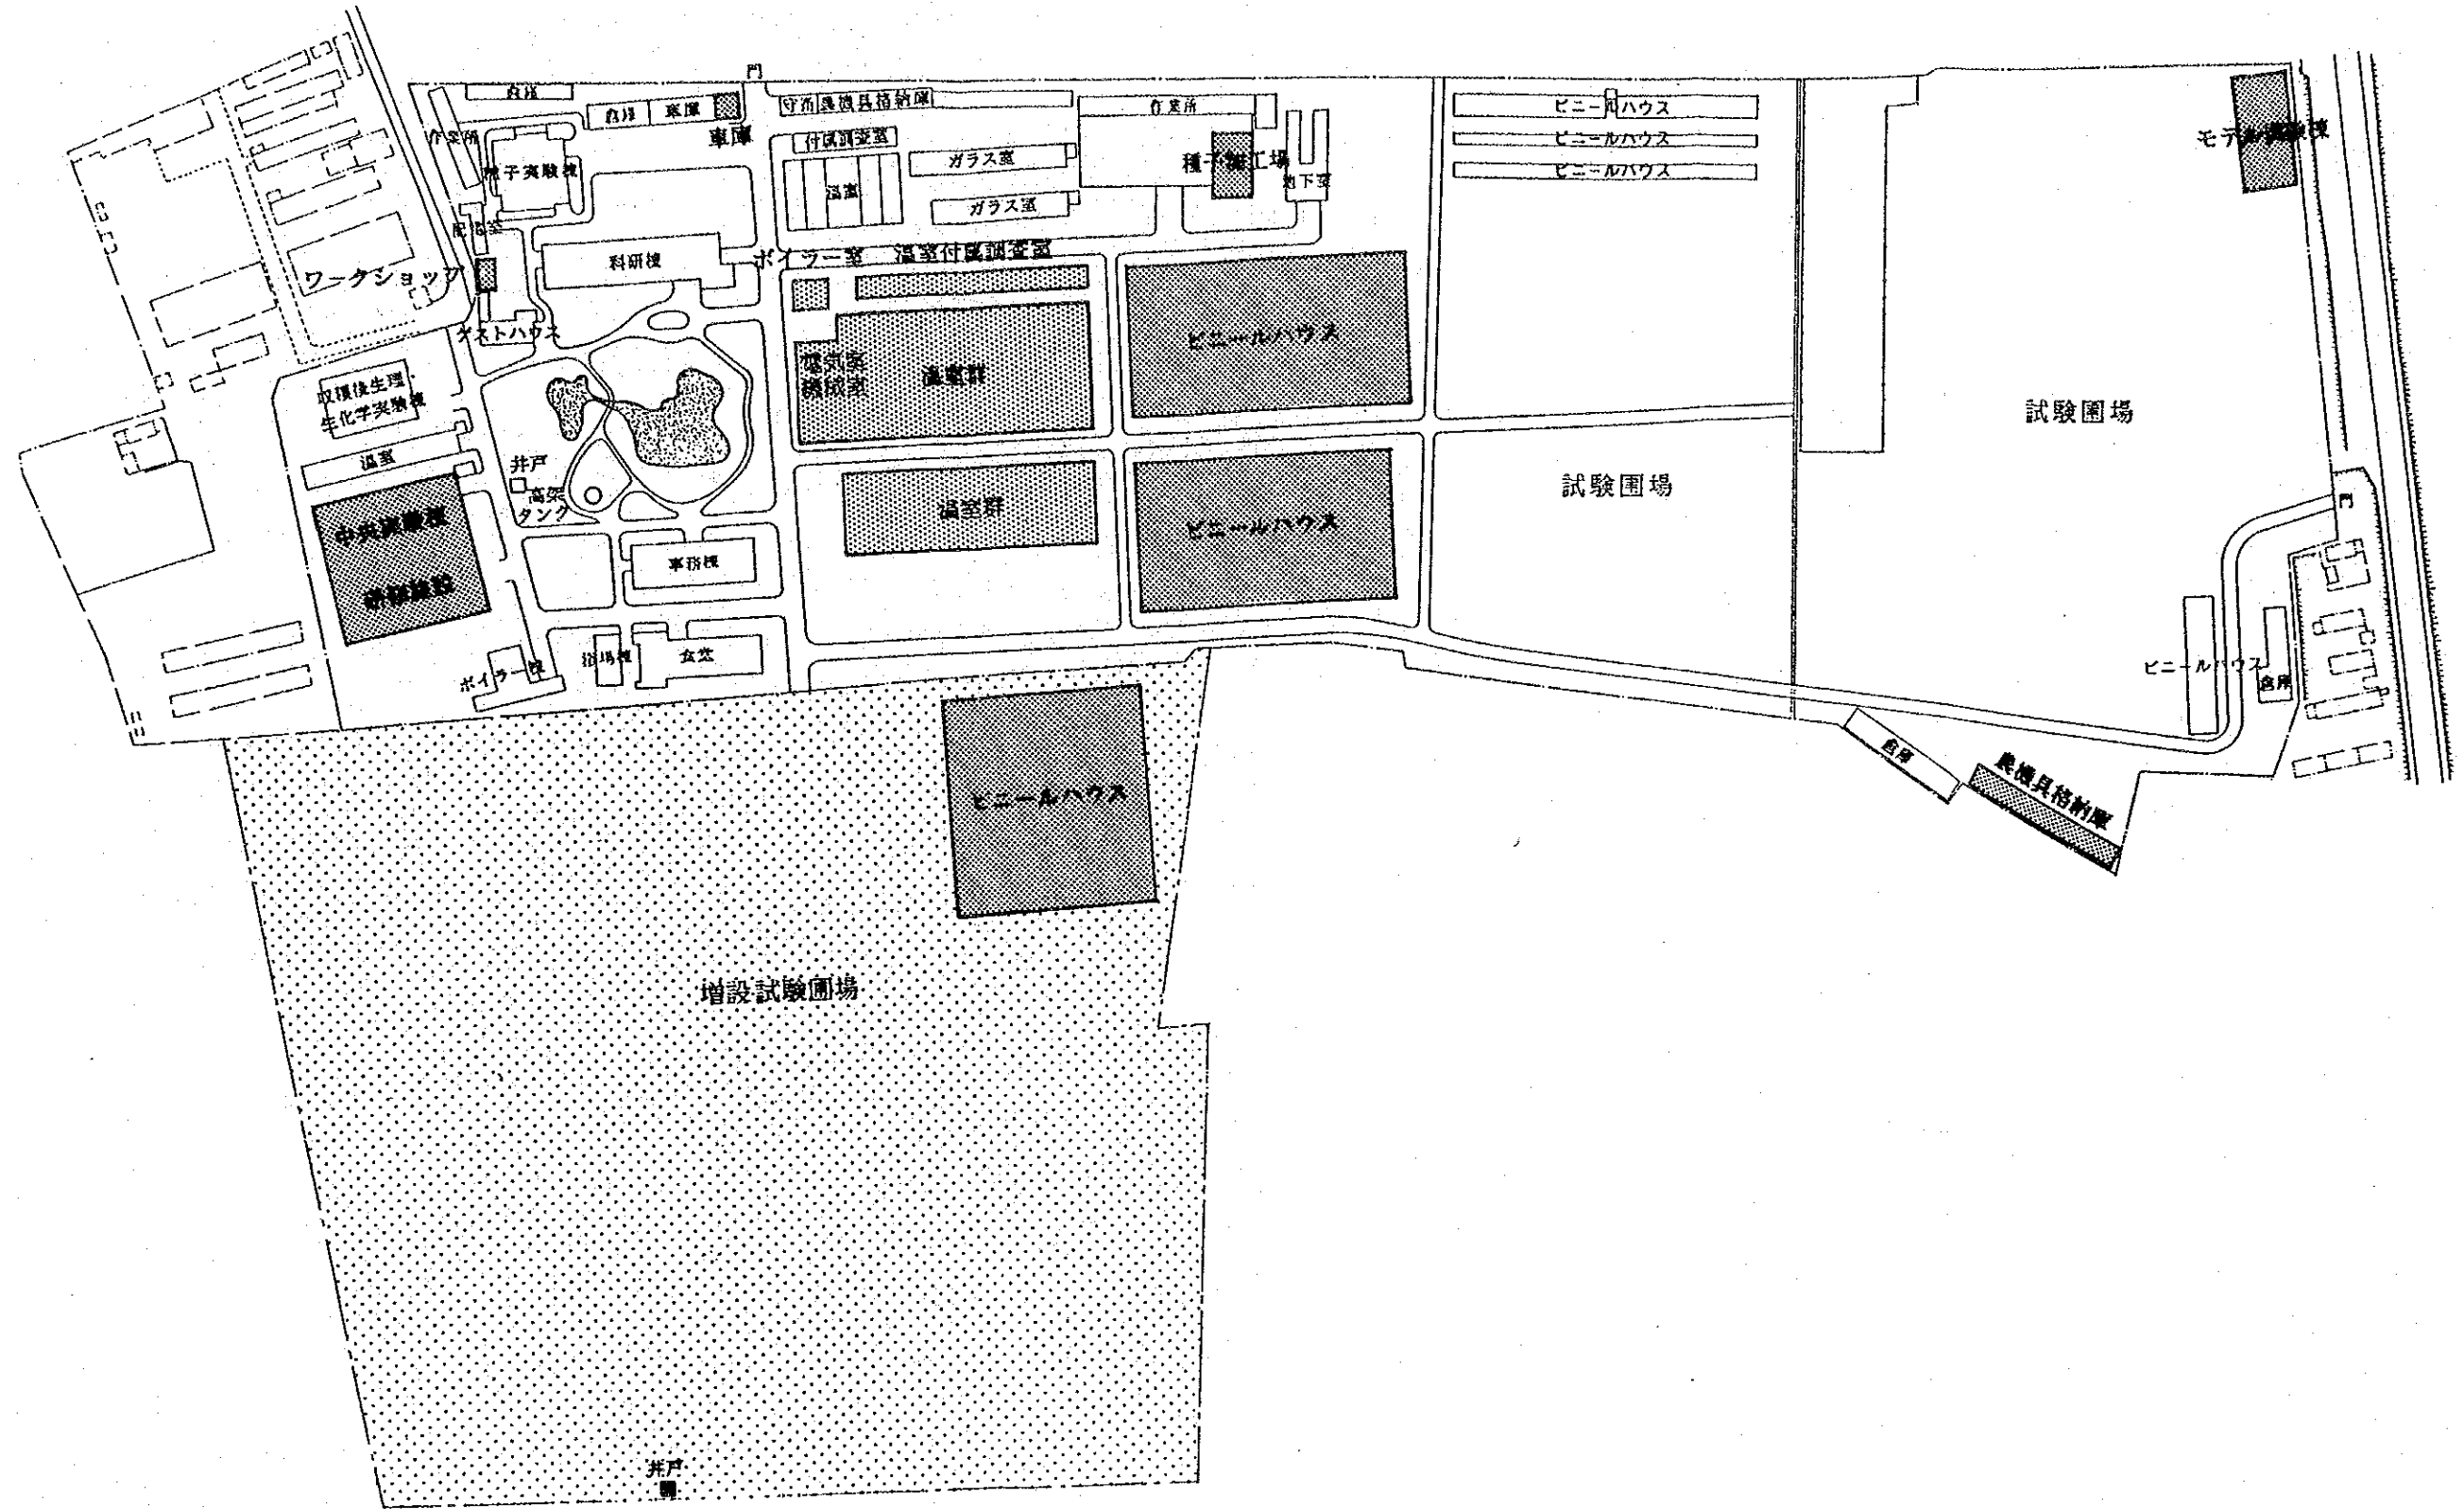 門
倉庫
倉庫
車庫
車庫
作業所
種子実験棟
配電室
ワークショップ
ゲストハウス
科研棟
守所
農機具格納庫
付属調査室
温室
ガラス室
ガラス室
作業所
種子加工場
地下室
ボイラー室
温室付属調査室
電気室
機械室
温室群
温室群
ビニールハウス
ビニールハウス
ビニールハウス
ビニールハウス
ビニールハウス
モデル実験棟
試験圃場
試験圃場
収穫後生理・
生化学実験棟
温室
井戸
高架
タンク
中央実験棟
研修施設
事務棟
ボイラー棟
浴場棟
食堂
門
ビニールハウス
倉庫
倉庫
農機具格納庫
ビニールハウス
増設試験圃場
井戸